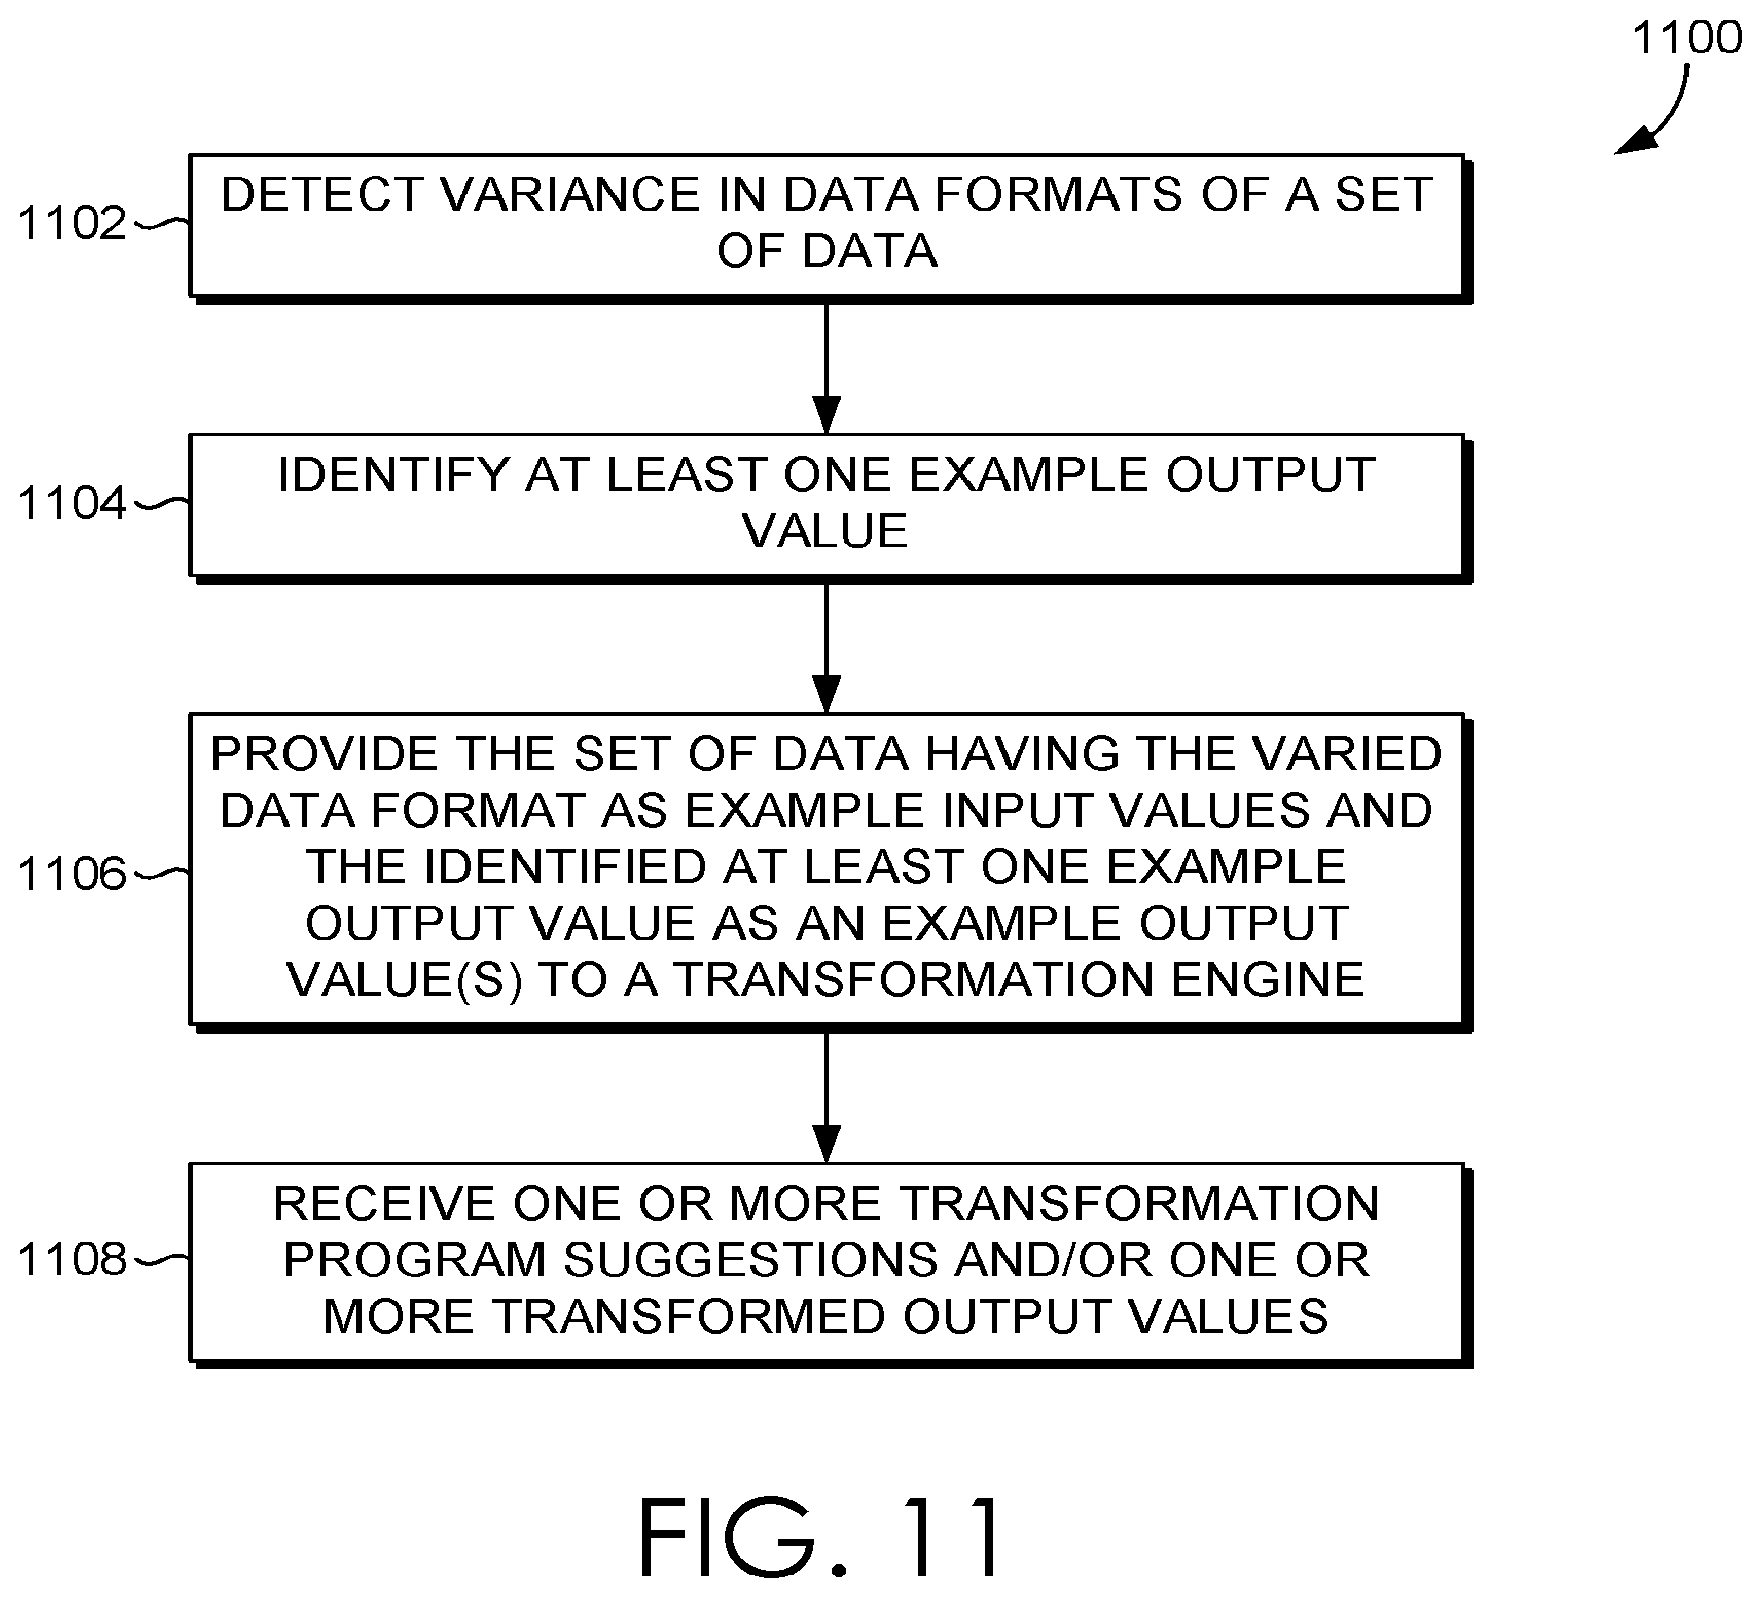 1100
1102
DETECT VARIANCE IN DATA FORMATS OF A SET
OF DATA
1104
IDENTIFY AT LEAST ONE EXAMPLE OUTPUT
VALUE
1106
PROVIDE THE SET OF DATA HAVING THE VARIED
DATA FORMAT AS EXAMPLE INPUT VALUES AND
THE IDENTIFIED AT LEAST ONE EXAMPLE
OUTPUT VALUE AS AN EXAMPLE OUTPUT
VALUE(S) TO A TRANSFORMATION ENGINE
1108
RECEIVE ONE OR MORE TRANSFORMATION
PROGRAM SUGGESTIONS AND/OR ONE OR
MORE TRANSFORMED OUTPUT VALUES
FIG. 11